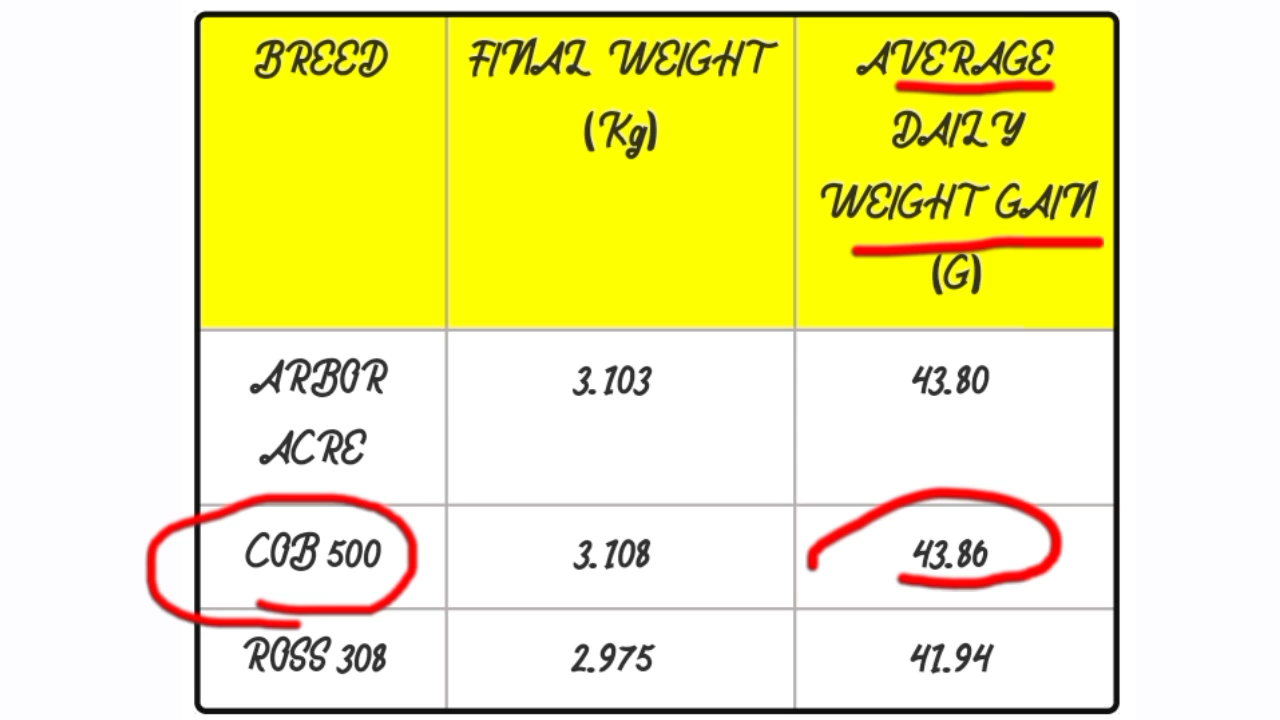 BREED
FINAL WEIGHT
(Kg)
AVERAGE
DAILY
WEIGHT GAIN
(G)
ARBOR
ACRE
3.103
43.80
COB 500
3.108
43.86
ROSS 308
2.975
41.94